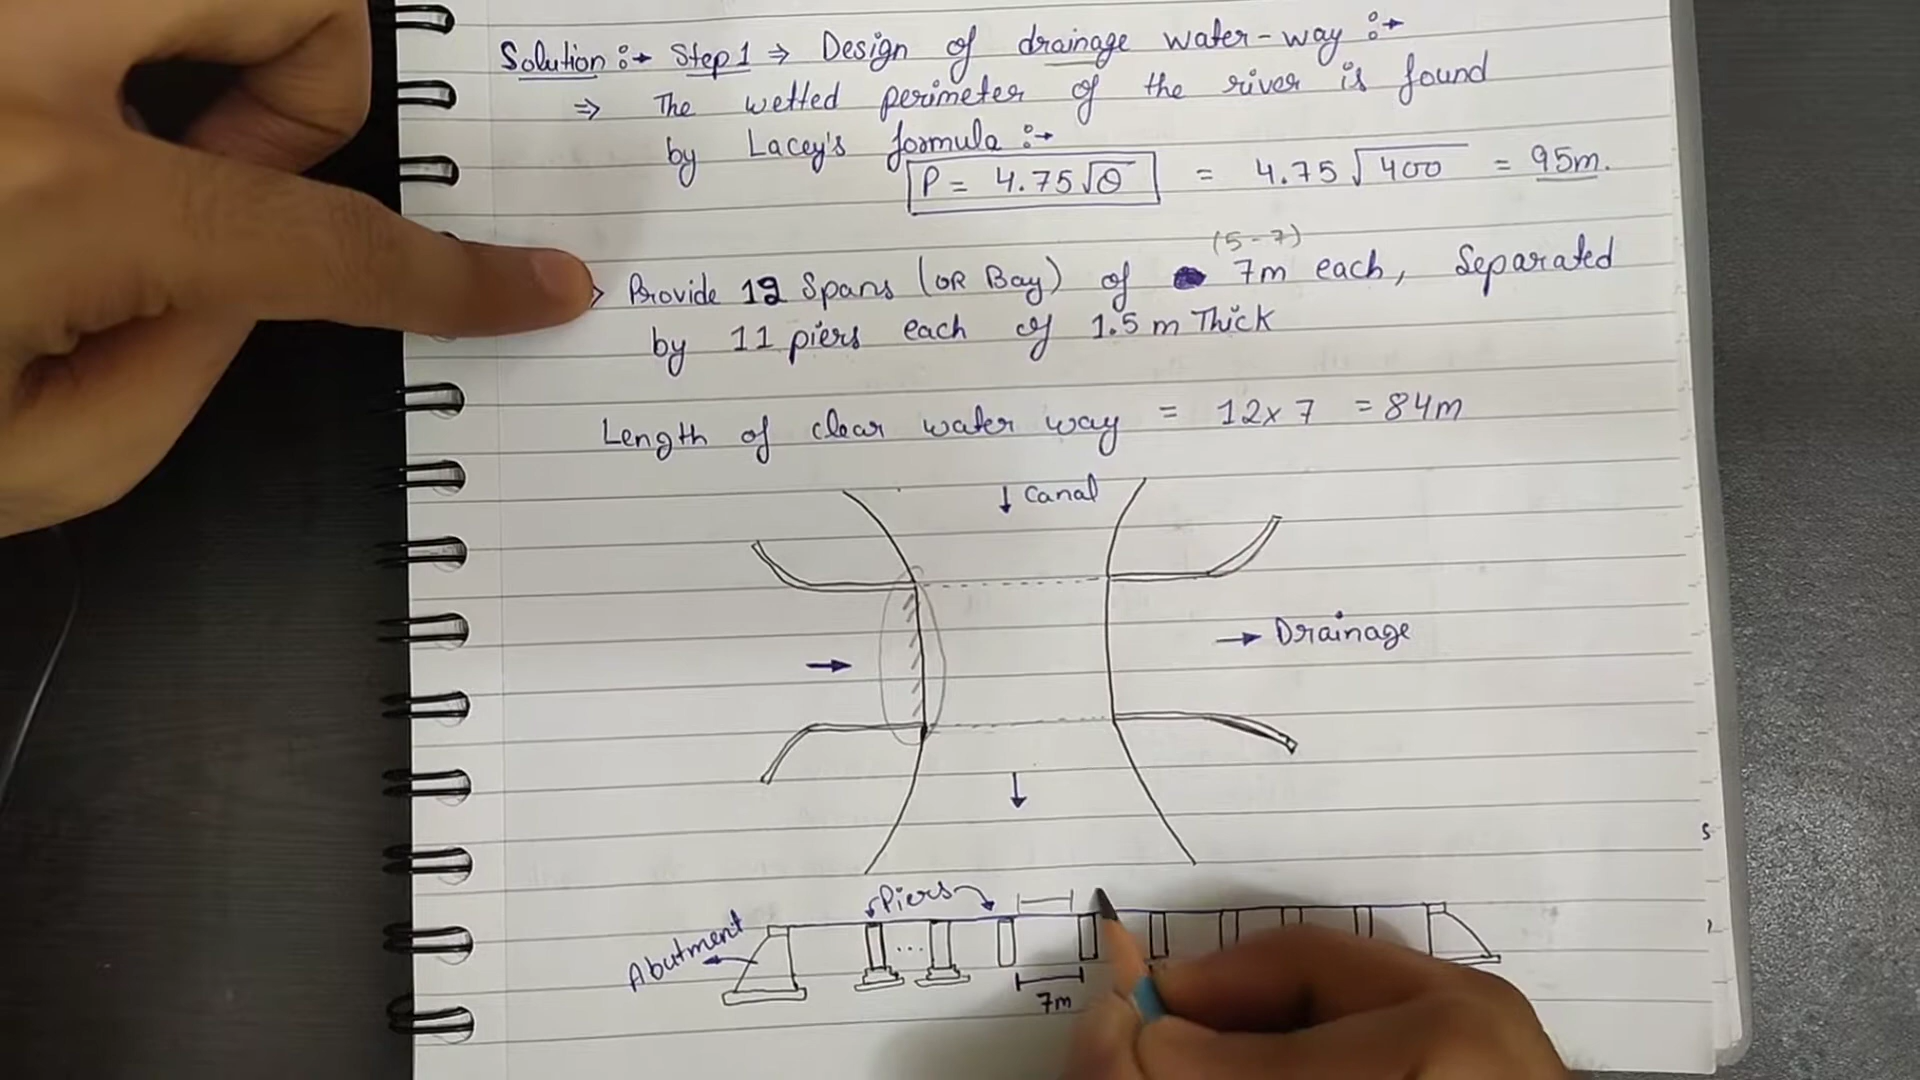 Solution :→ Step 1 ⇒ Design of drainage water-way :→
⇒ The wetted perimeter of the river is found
by Lacey's formula :→
P = 4.75√Q = 4.75√400 = 95m.
(5-7)
Provide 12 Spans (OR Bay) of 7m each, Separated
by 11 piers each of 1.5 m Thick
Length of clear water way = 12x7 = 84m
↓ Canal
→ Drainage
Piers
Abutment
...
7m